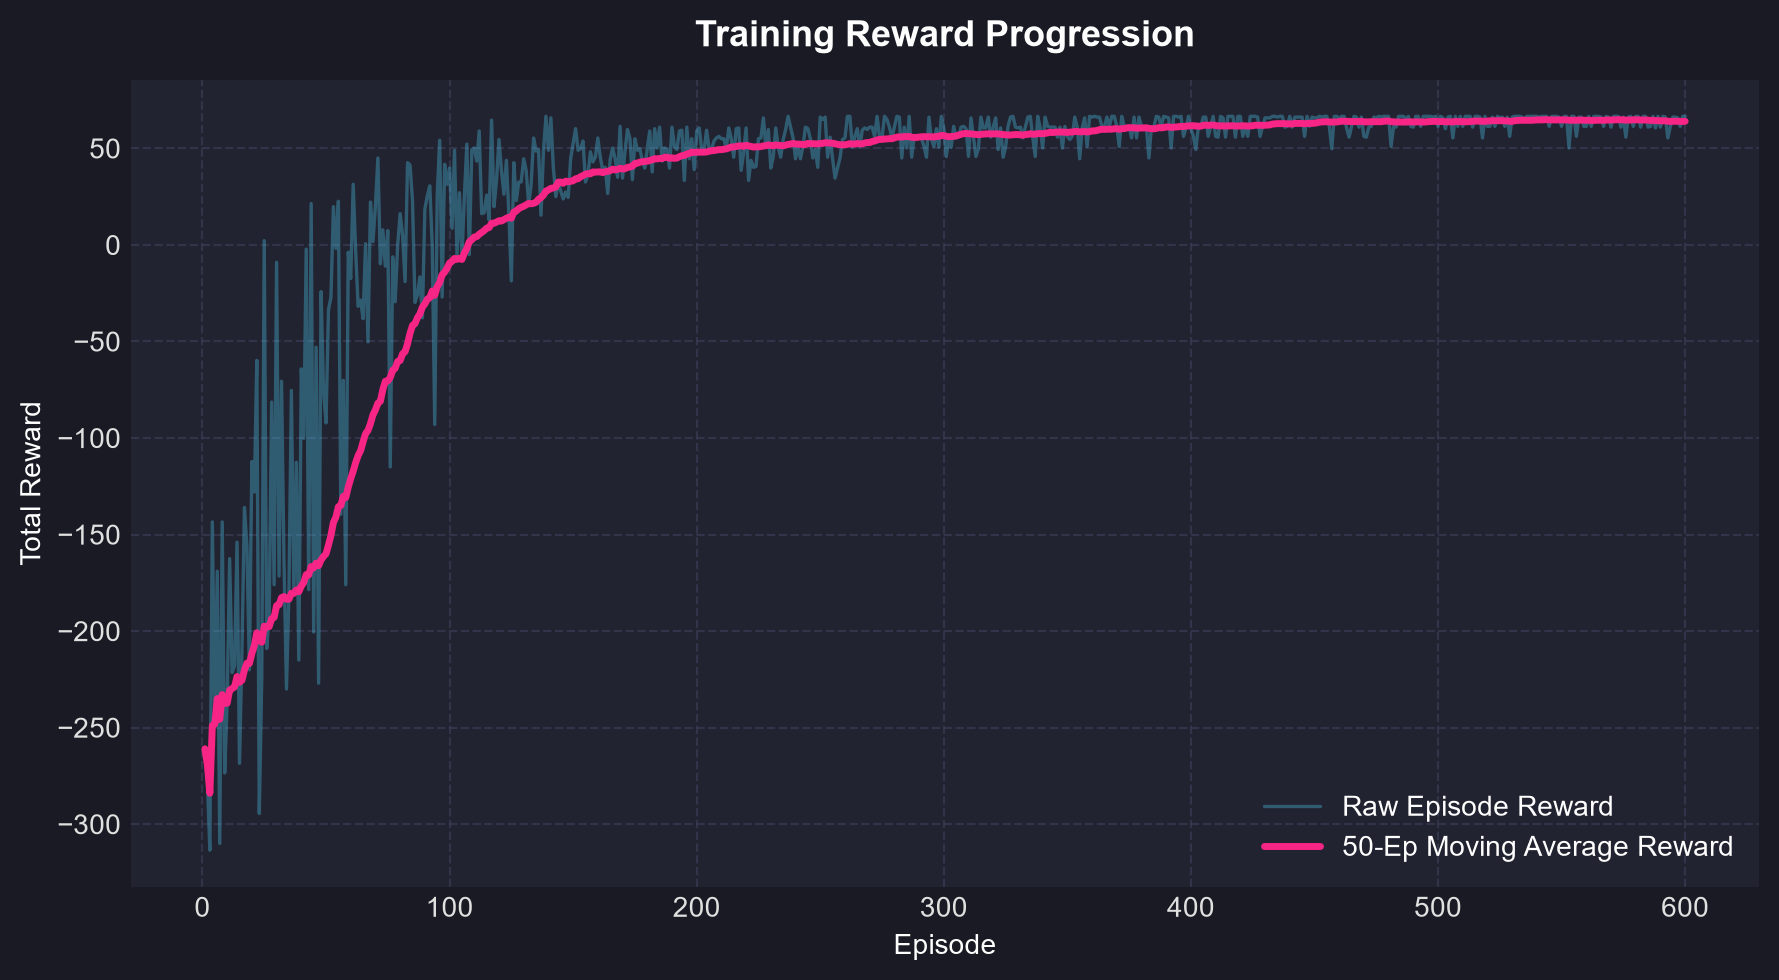 Training Reward Progression
Total Reward
50
0
−50
−100
−150
−200
−250
−300
Raw Episode Reward
50-Ep Moving Average Reward
0 100 200 300 400 500 600
Episode